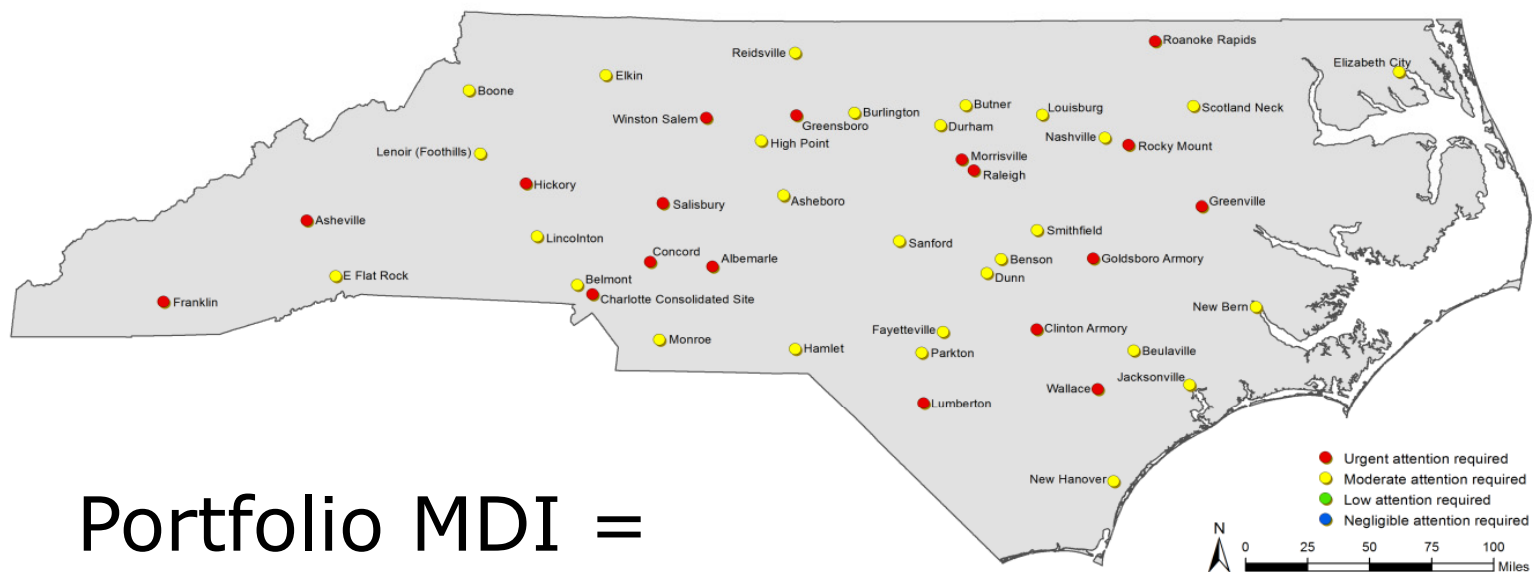 Roanoke Rapids
Reidsville
Elizabeth City
Elkin
Boone
Butner
Louisburg
Scotland Neck
Burlington
Winston Salem
Greensboro
Durham
Nashville
High Point
Rocky Mount
Lenoir (Foothills)
Morrisville
Raleigh
Hickory
Salisbury
Asheboro
Greenville
Asheville
Smithfield
Lincolnton
Sanford
Concord
Albemarle
Benson
Goldsboro Armory
E Flat Rock
Belmont
Dunn
Franklin
Charlotte Consolidated Site
New Bern
Fayetteville
Clinton Armory
Monroe
Hamlet
Parkton
Beulaville
Jacksonville
Wallace
Lumberton
New Hanover
Urgent attention required
Moderate attention required
Low attention required
Negligible attention required
Portfolio MDI =
N
0 25 50 75 100
Miles